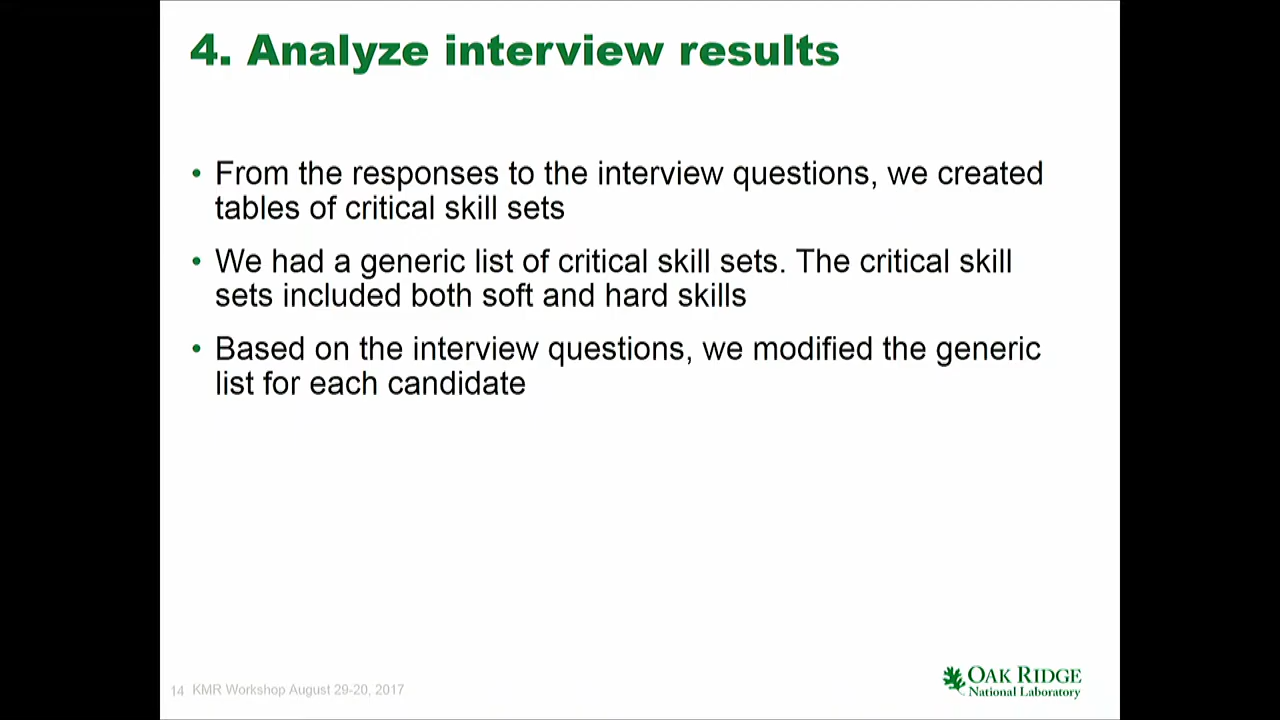 4. Analyze interview results
• From the responses to the interview questions, we created
tables of critical skill sets
• We had a generic list of critical skill sets. The critical skill
sets included both soft and hard skills
• Based on the interview questions, we modified the generic
list for each candidate
14 KMR Workshop August 29-20, 2017
OAK RIDGE
National Laboratory